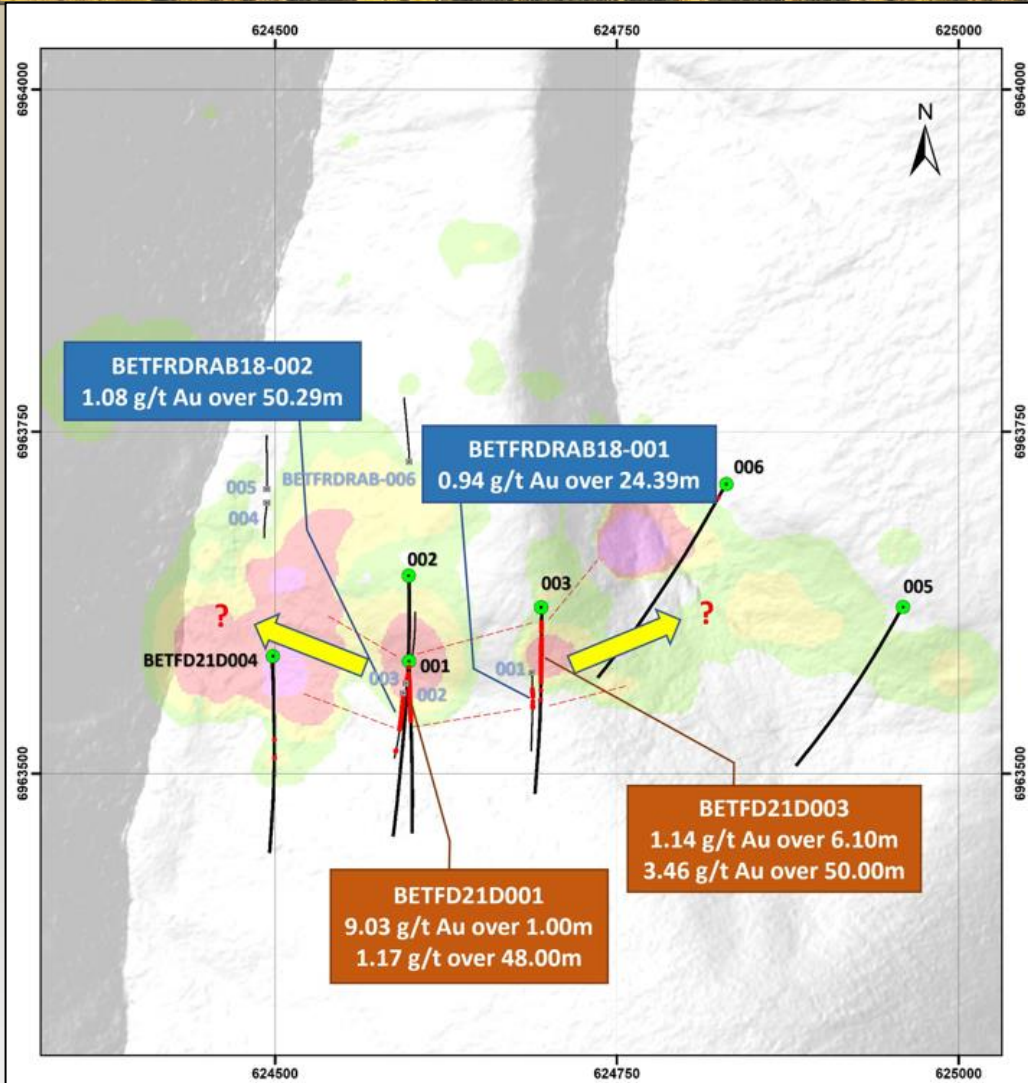 624500
624750
625000
6964000
6964000
N
BETFRDRAB18-002
1.08 g/t Au over 50.29m
BETFRDRAB18-001
0.94 g/t Au over 24.39m
6963750
6963750
BETFRDRAB-006
005
004
006
002
003
005
?
?
BETFD21D004
001
003
002
001
6963500
6963500
BETFD21D003
1.14 g/t Au over 6.10m
3.46 g/t Au over 50.00m
BETFD21D001
9.03 g/t Au over 1.00m
1.17 g/t over 48.00m
624500
624750
625000